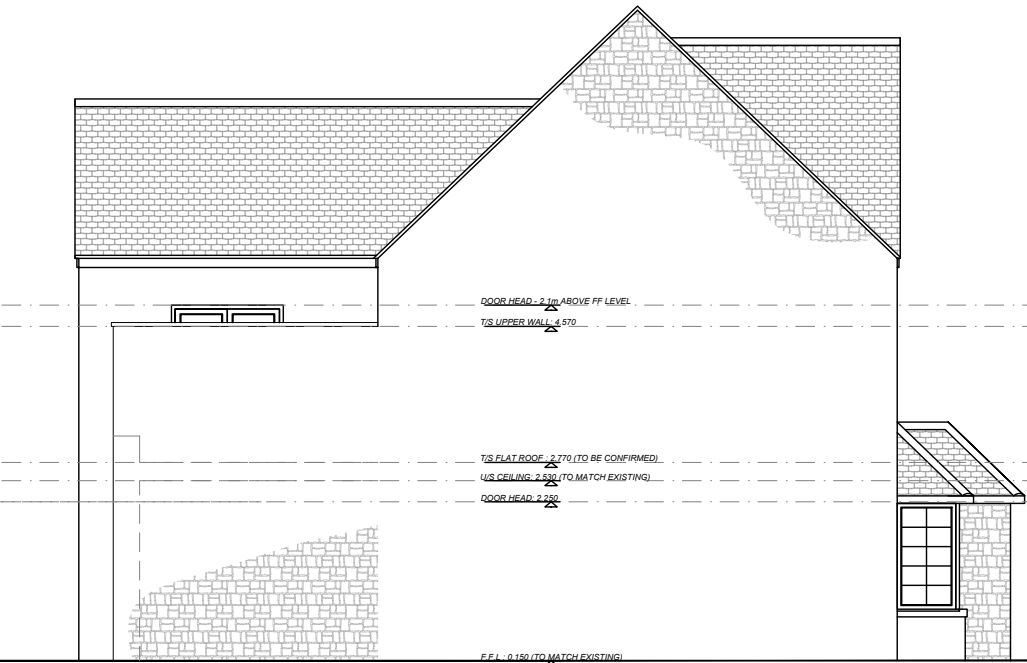 DOOR HEAD - 2.1m ABOVE FF LEVEL
T/S UPPER WALL: 4.570
T/S FLAT ROOF : 2.770 (TO BE CONFIRMED)
U/S CEILING: 2.530 (TO MATCH EXISTING)
DOOR HEAD: 2.250
F.F.L : 0.150 (TO MATCH EXISTING)